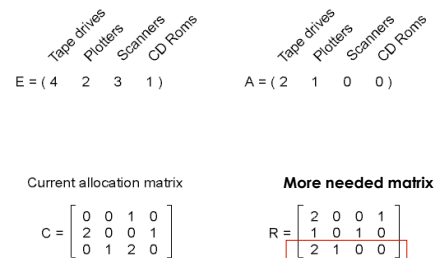 Tape drives Plotters Scanners CD Roms
E = ( 4 2 3 1 )
Tape drives Plotters Scanners CD Roms
A = ( 2 1 0 0 )
Current allocation matrix
C = [ 0 0 1 0
2 0 0 1
0 1 2 0 ]
More needed matrix
R = [ 2 0 0 1
1 0 1 0
2 1 0 0 ]